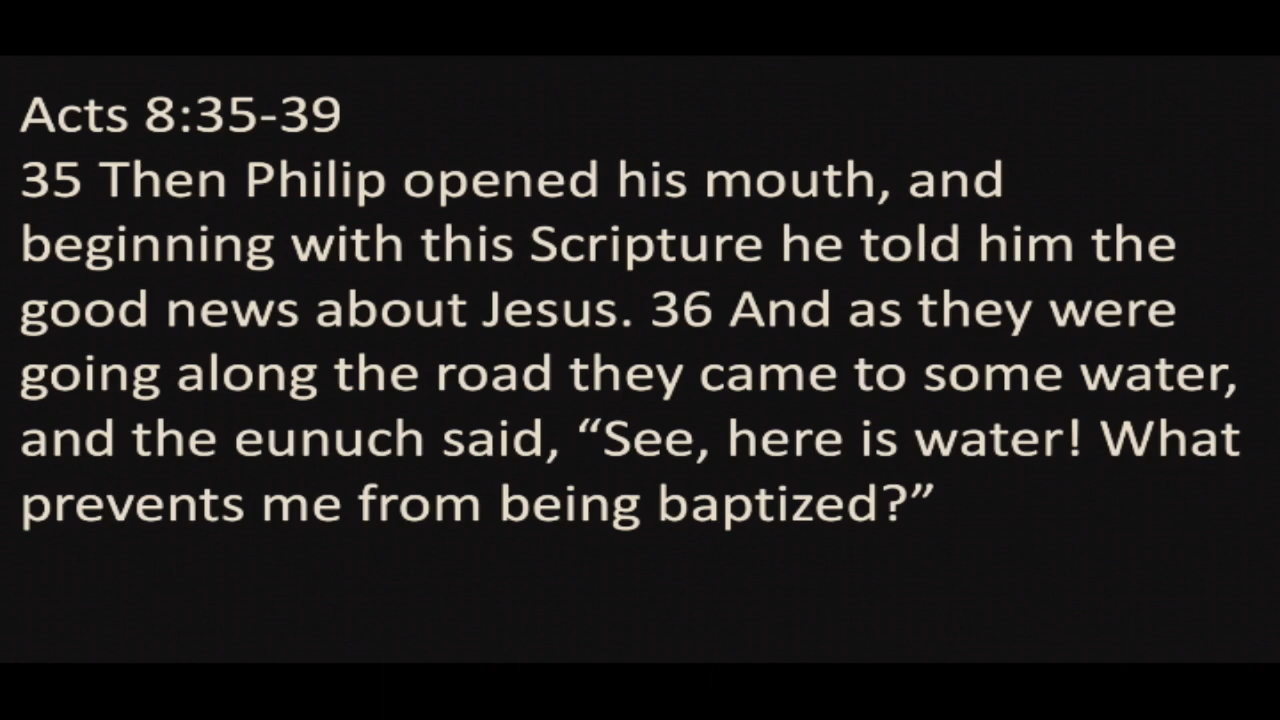 Acts 8:35-39
35 Then Philip opened his mouth, and
beginning with this Scripture he told him the
good news about Jesus. 36 And as they were
going along the road they came to some water,
and the eunuch said, “See, here is water! What
prevents me from being baptized?”